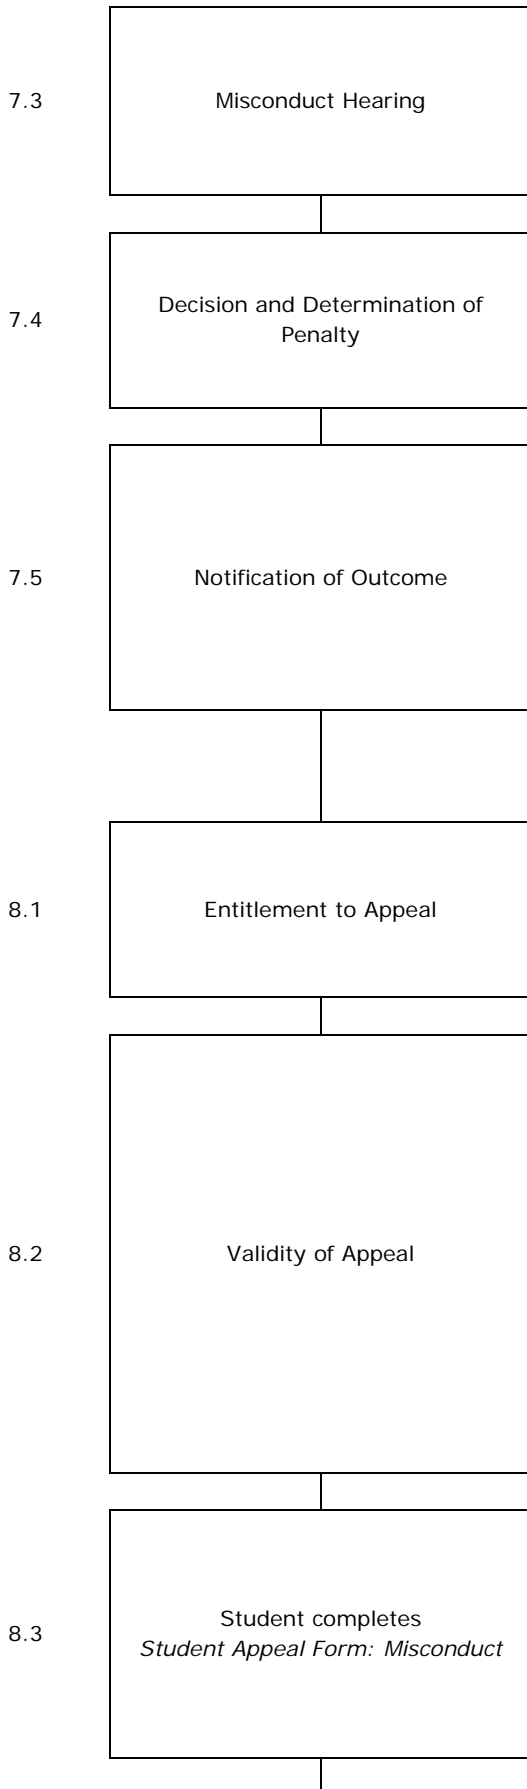 7.3
Misconduct Hearing
7.4
Decision and Determination of
Penalty
7.5
Notification of Outcome
8.1
Entitlement to Appeal
8.2
Validity of Appeal
8.3
Student completes
Student Appeal Form: Misconduct